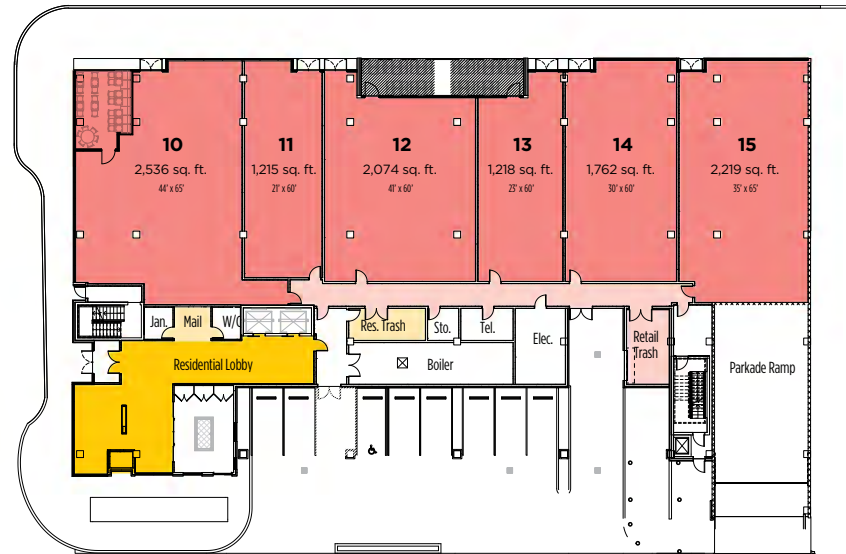 10
2,536 sq. ft.
44' x 65'
11
1,215 sq. ft.
21' x 60'
12
2,074 sq. ft.
41' x 60'
13
1,218 sq. ft.
23' x 60'
14
1,762 sq. ft.
30' x 60'
15
2,219 sq. ft.
35' x 65'
Jan.
Mail
W/C
Res. Trash
Sto.
Tel.
Elec.
Retail
Trash
Residential Lobby
Boiler
Parkade Ramp